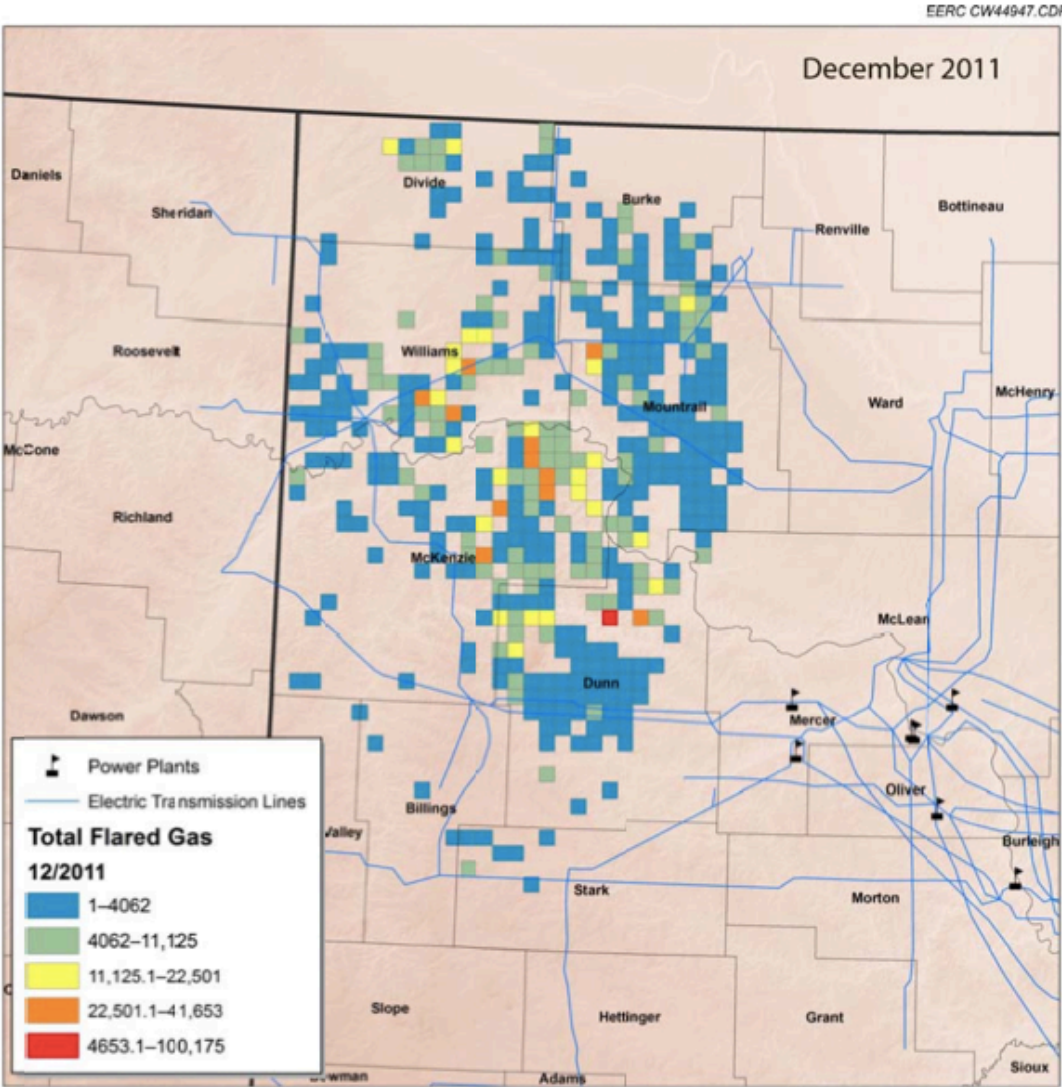 EERC CW44947.CDR
December 2011
Daniels
Sheridan
Divide
Burke
Renville
Bottineau
Roosevelt
Williams
Mountrail
Ward
McHenry
McCone
Richland
McKenzie
McLean
Dunn
Dawson
Mercer
Oliver
Billings
Valley
Burleigh
Stark
Morton
Slope
Hettinger
Grant
Sioux
Adams
Power Plants
Electric Transmission Lines
Total Flared Gas
12/2011
1–4062
4062–11,125
11,125.1–22,501
22,501.1–41,653
4653.1–100,175